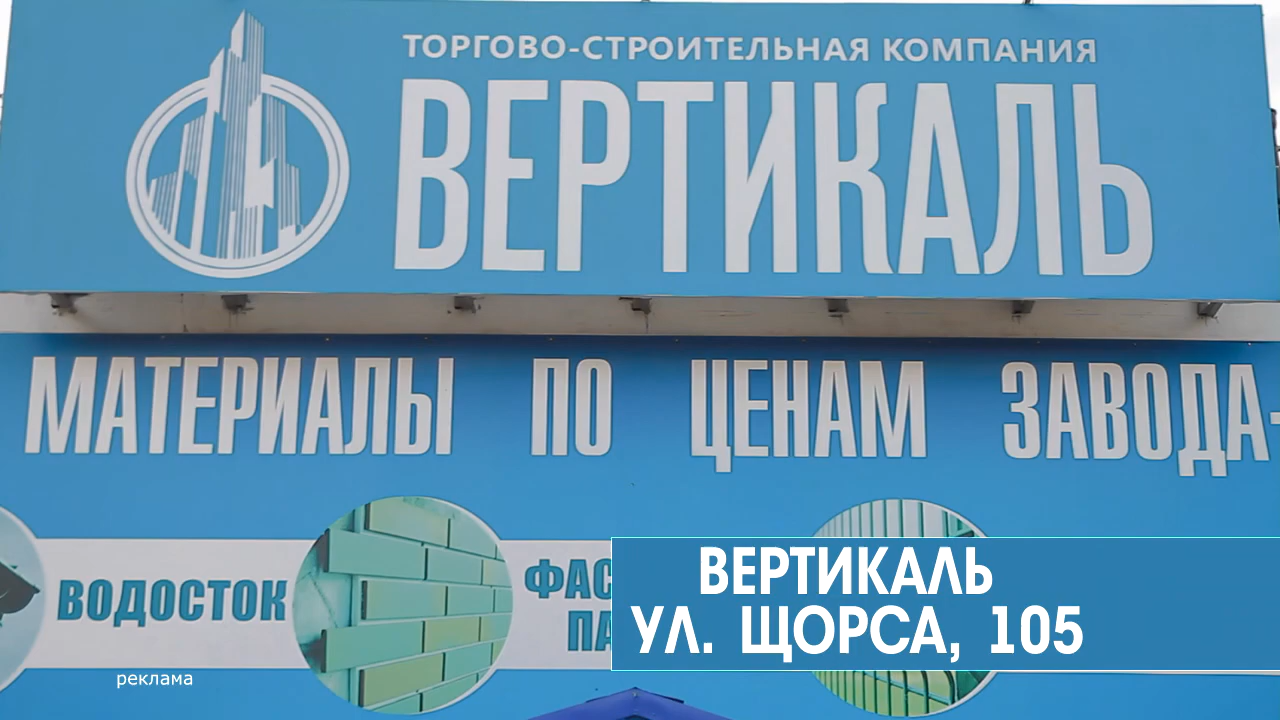 ТОРГОВО-СТРОИТЕЛЬНАЯ КОМПАНИЯ
ВЕРТИКАЛЬ
МАТЕРИАЛЫ ПО ЦЕНАМ ЗАВОДА-
ВОДОСТОК
ВЕРТИКАЛЬ
УЛ. ЩОРСА, 105
реклама